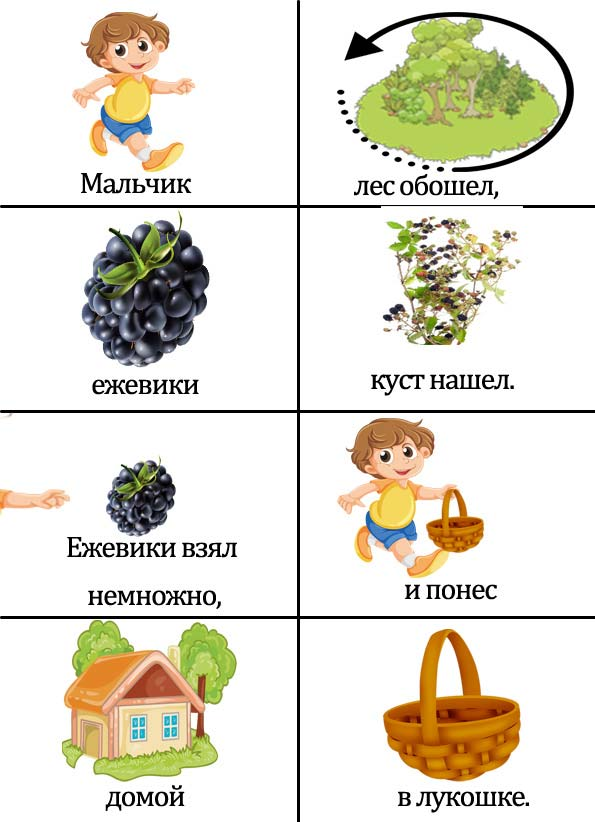 Мальчик
лес обошел,
ежевики
куст нашел.
Ежевики взял
немножно,
и понес
домой
в лукошке.